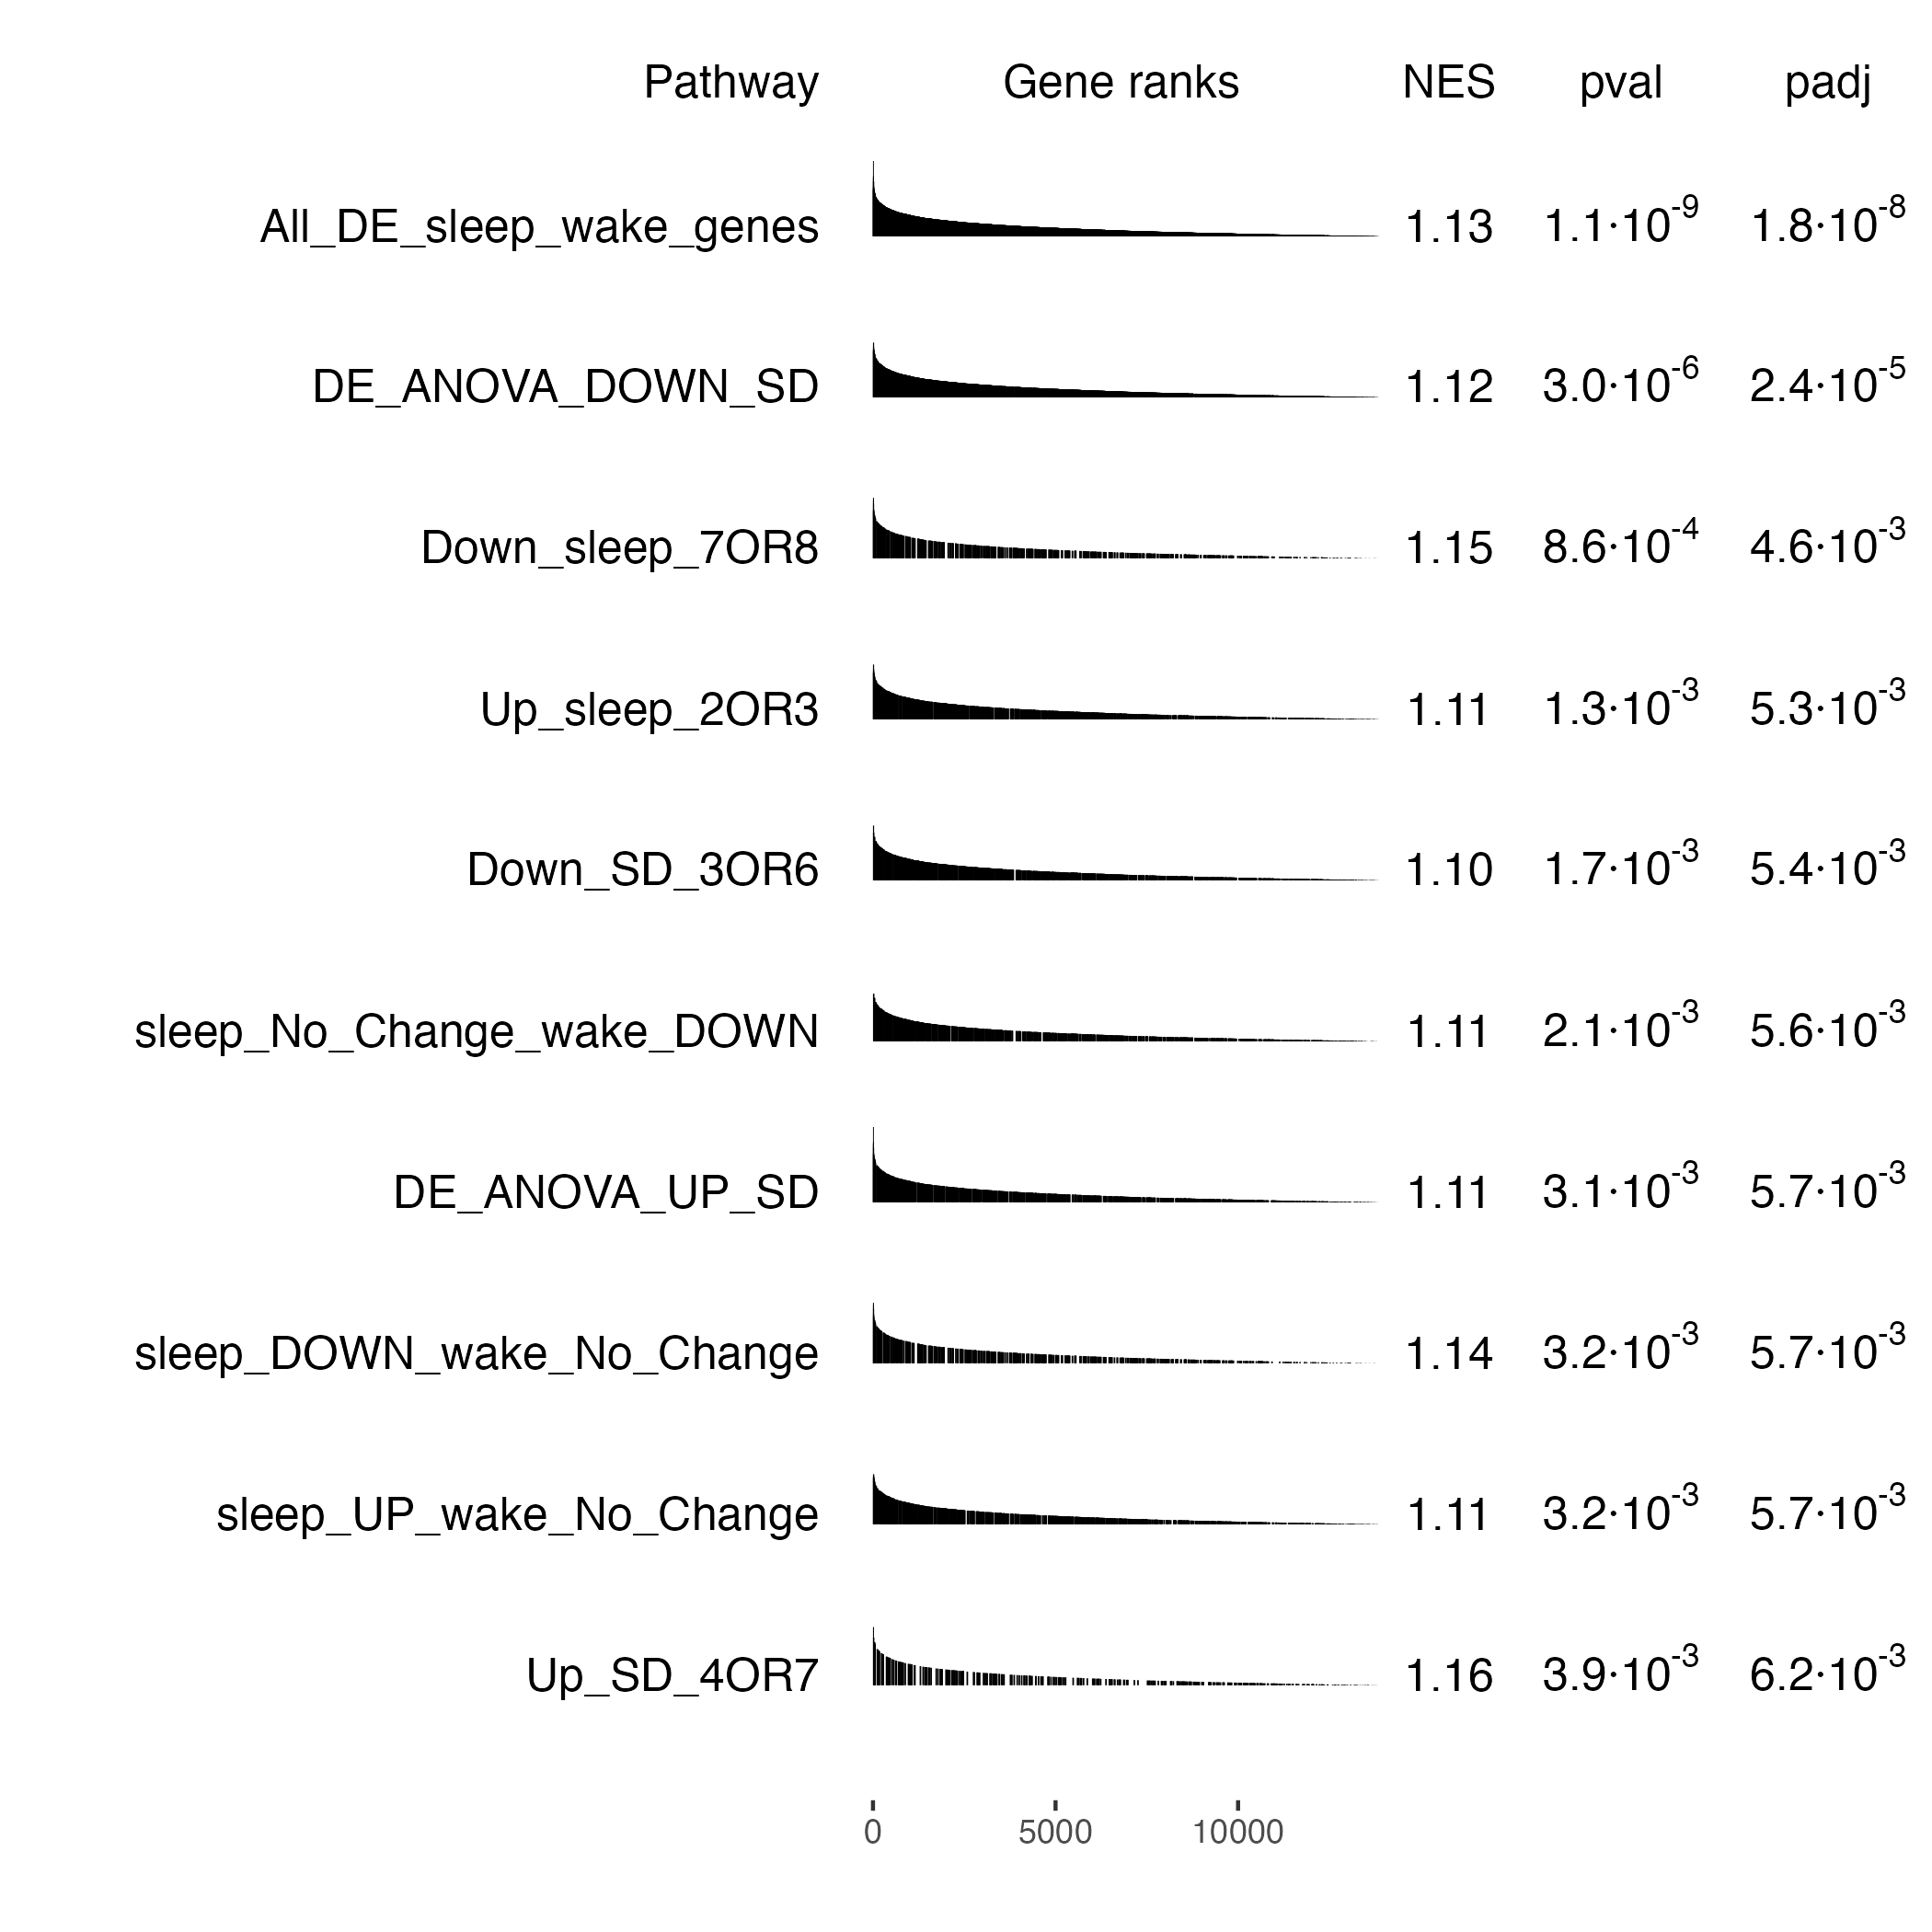 Pathway Gene ranks NES pval padj
All_DE_sleep_wake_genes 1.13 1.1·10⁻⁹ 1.8·10⁻⁸
DE_ANOVA_DOWN_SD 1.12 3.0·10⁻⁶ 2.4·10⁻⁵
Down_sleep_7OR8 1.15 8.6·10⁻⁴ 4.6·10⁻³
Up_sleep_2OR3 1.11 1.3·10⁻³ 5.3·10⁻³
Down_SD_3OR6 1.10 1.7·10⁻³ 5.4·10⁻³
sleep_No_Change_wake_DOWN 1.11 2.1·10⁻³ 5.6·10⁻³
DE_ANOVA_UP_SD 1.11 3.1·10⁻³ 5.7·10⁻³
sleep_DOWN_wake_No_Change 1.14 3.2·10⁻³ 5.7·10⁻³
sleep_UP_wake_No_Change 1.11 3.2·10⁻³ 5.7·10⁻³
Up_SD_4OR7 1.16 3.9·10⁻³ 6.2·10⁻³
0 5000 10000